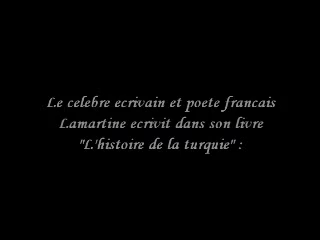 Le celebre ecrivain et poete francais
Lamartine ecrivit dans son livre
"L'histoire de la turquie" :